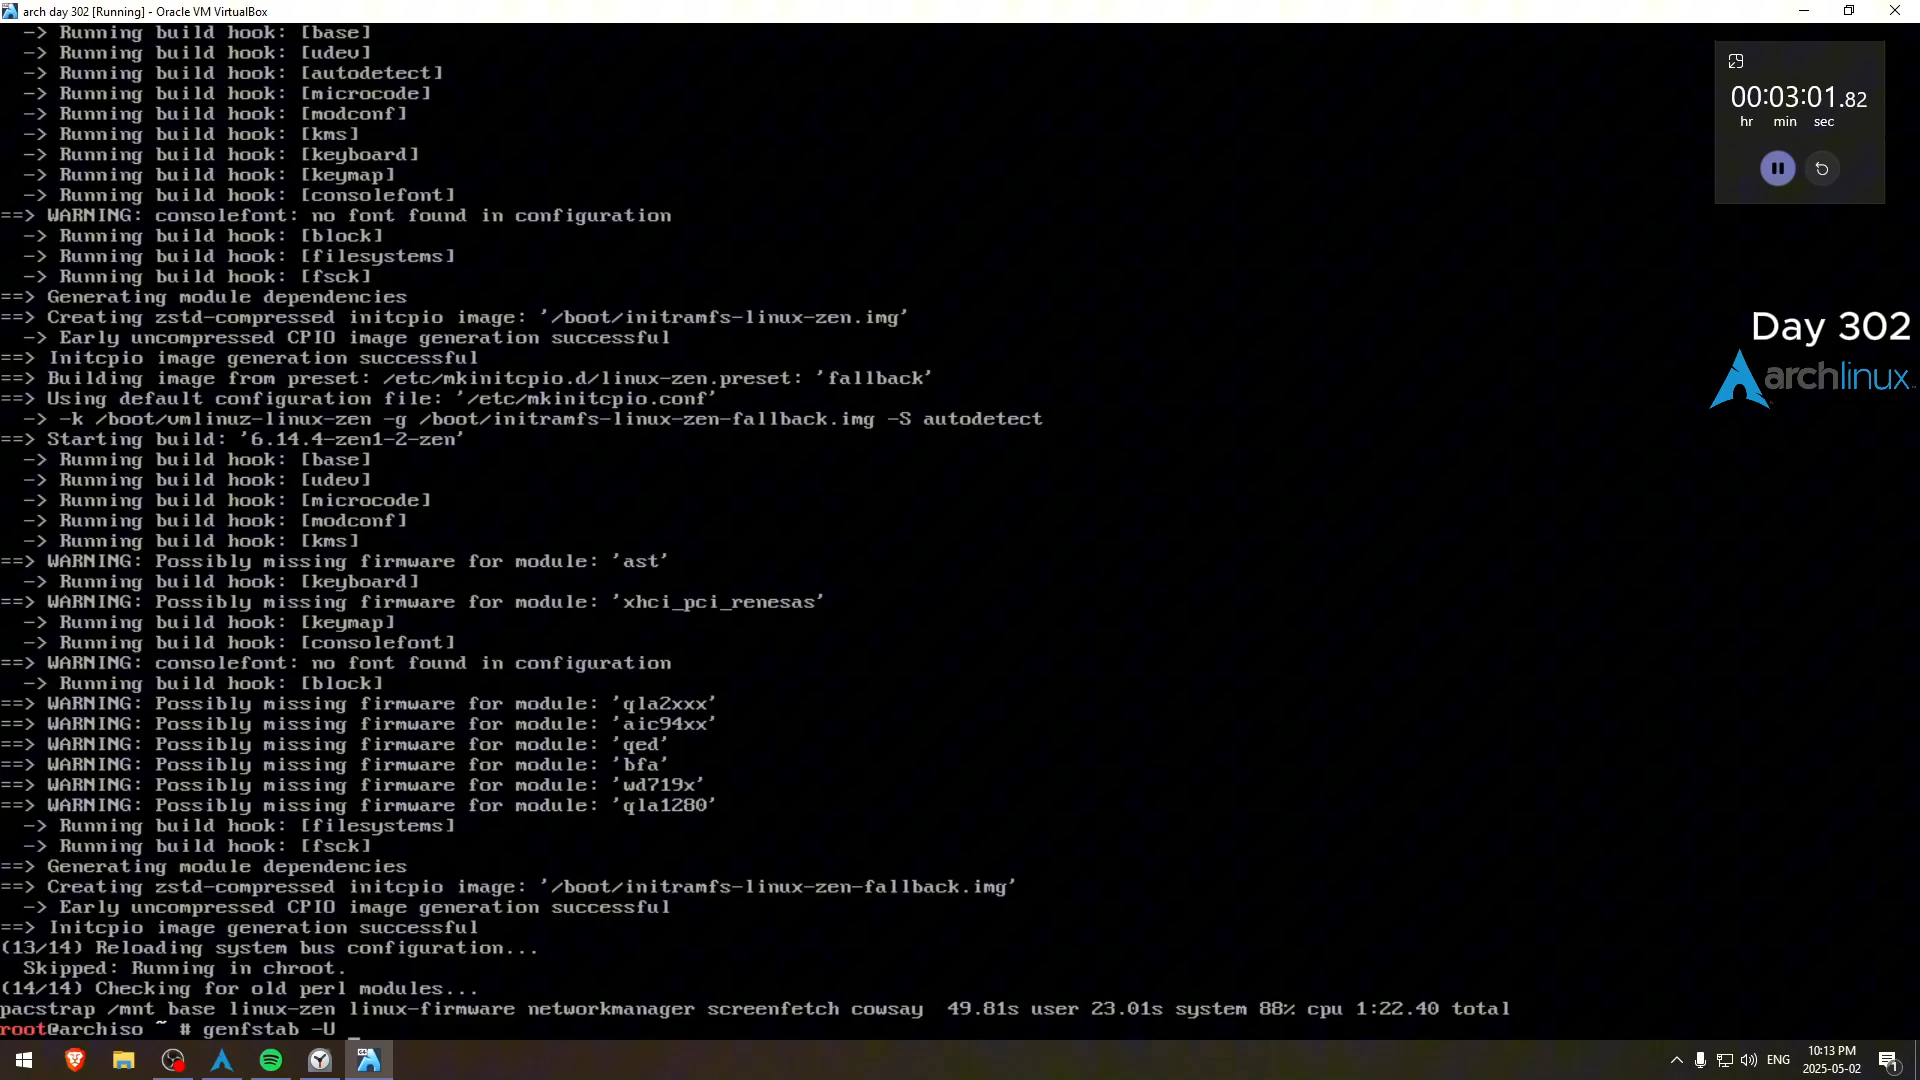 arch day 302 [Running] - Oracle VM VirtualBox
-> Running build hook: [base]
-> Running build hook: [udev]
-> Running build hook: [autodetect]
-> Running build hook: [microcode]
-> Running build hook: [modconf]
-> Running build hook: [kms]
-> Running build hook: [keyboard]
-> Running build hook: [keymap]
-> Running build hook: [consolefont]
==> WARNING: consolefont: no font found in configuration
-> Running build hook: [block]
-> Running build hook: [filesystems]
-> Running build hook: [fsck]
==> Generating module dependencies
==> Creating zstd-compressed initcpio image: '/boot/initramfs-linux-zen.img'
-> Early uncompressed CPIO image generation successful
==> Initcpio image generation successful
==> Building image from preset: /etc/mkinitcpio.d/linux-zen.preset: 'fallback'
==> Using default configuration file: '/etc/mkinitcpio.conf'
-> -k /boot/vmlinuz-linux-zen -g /boot/initramfs-linux-zen-fallback.img -S autodetect
==> Starting build: '6.14.4-zen1-2-zen'
-> Running build hook: [base]
-> Running build hook: [udev]
-> Running build hook: [microcode]
-> Running build hook: [modconf]
-> Running build hook: [kms]
==> WARNING: Possibly missing firmware for module: 'ast'
-> Running build hook: [keyboard]
==> WARNING: Possibly missing firmware for module: 'xhci_pci_renesas'
-> Running build hook: [keymap]
-> Running build hook: [consolefont]
==> WARNING: consolefont: no font found in configuration
-> Running build hook: [block]
==> WARNING: Possibly missing firmware for module: 'qla2xxx'
==> WARNING: Possibly missing firmware for module: 'aic94xx'
==> WARNING: Possibly missing firmware for module: 'qed'
==> WARNING: Possibly missing firmware for module: 'bfa'
==> WARNING: Possibly missing firmware for module: 'wd719x'
==> WARNING: Possibly missing firmware for module: 'qla1280'
-> Running build hook: [filesystems]
-> Running build hook: [fsck]
==> Generating module dependencies
==> Creating zstd-compressed initcpio image: '/boot/initramfs-linux-zen-fallback.img'
-> Early uncompressed CPIO image generation successful
==> Initcpio image generation successful
(13/14) Reloading system bus configuration...
Skipped: Running in chroot.
(14/14) Checking for old perl modules...
pacstrap /mnt base linux-zen linux-firmware networkmanager screenfetch cowsay  49.81s user 23.01s system 88% cpu 1:22.40 total
root@archiso ~ # genfstab -U _
00:03:01.82
hr min sec
Day 302
archlinux
ENG
10:13 PM
2025-05-02
1